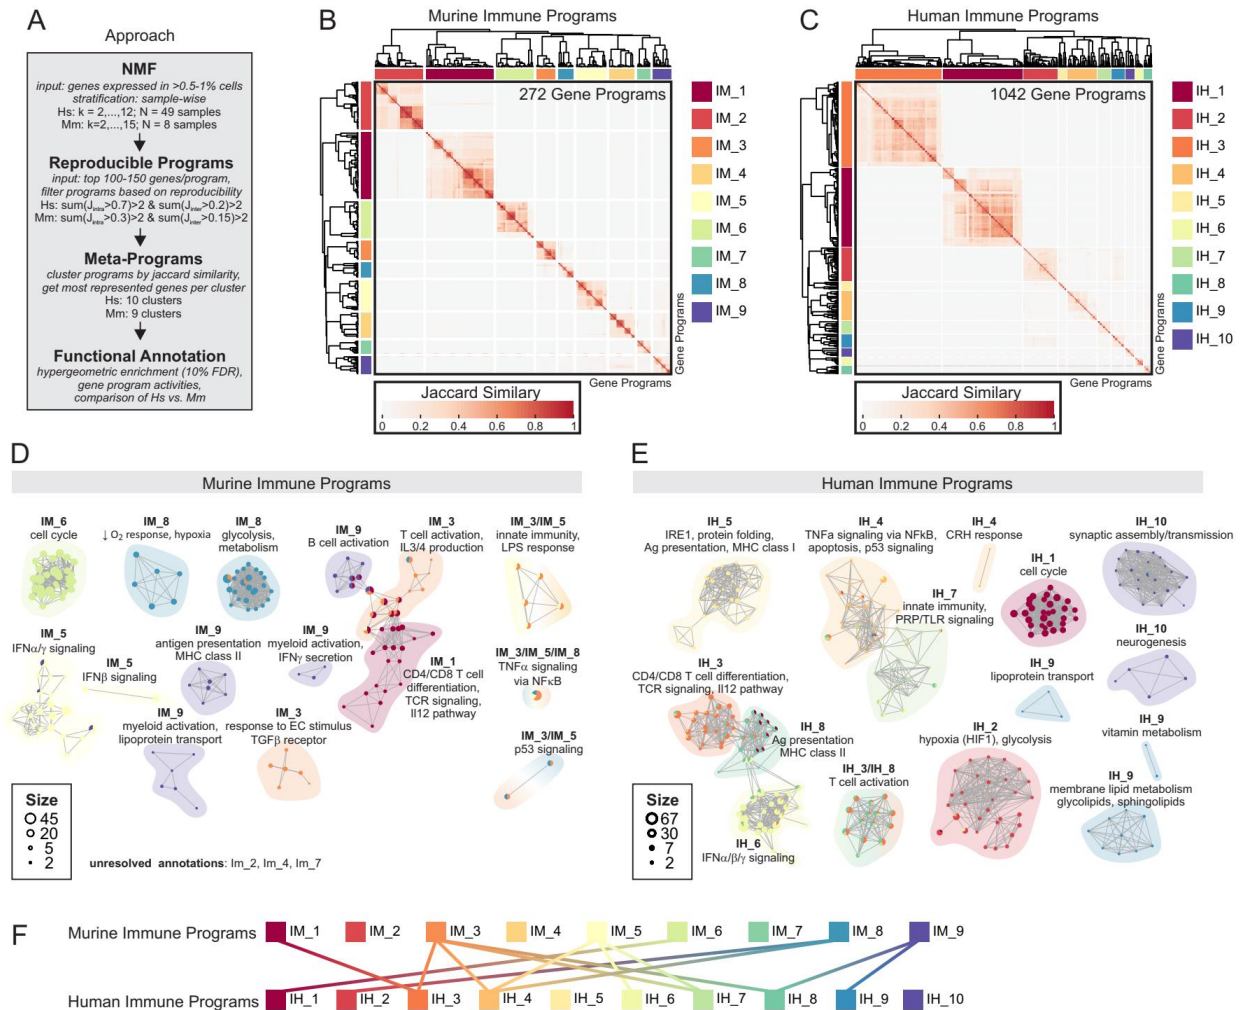 A
Approach
NMF
input: genes expressed in >0.5-1% cells
stratification: sample-wise
Hs: k = 2,...,12; N = 49 samples
Mm: k=2,...,15; N = 8 samples
Reproducible Programs
input: top 100-150 genes/program,
filter programs based on reproducibility
Hs: sum(Jintra>0.7)>2 & sum(Jinter>0.2)>2
Mm: sum(Jintra>0.3)>2 & sum(Jinter>0.15)>2
Meta-Programs
cluster programs by jaccard similarity,
get most represented genes per cluster
Hs: 10 clusters
Mm: 9 clusters
Functional Annotation
hypergeometric enrichment (10% FDR),
gene program activities,
comparison of Hs vs. Mm
B
Murine Immune Programs
272 Gene Programs
Gene Programs
Gene Programs
IM_1
IM_2
IM_3
IM_4
IM_5
IM_6
IM_7
IM_8
IM_9
Jaccard Similary
0 0.2 0.4 0.6 0.8 1
C
Human Immune Programs
1042 Gene Programs
Gene Programs
Gene Programs
IH_1
IH_2
IH_3
IH_4
IH_5
IH_6
IH_7
IH_8
IH_9
IH_10
Jaccard Similary
0 0.2 0.4 0.6 0.8 1
D
Murine Immune Programs
IM_6
cell cycle
IM_8
↓ O2 response, hypoxia
IM_8
glycolysis,
metabolism
IM_9
B cell activation
IM_3
T cell activation,
IL3/4 production
IM_3/IM_5
innate immunity,
LPS response
IM_5
IFNα/γ signaling
IM_5
IFNβ signaling
IM_9
antigen presentation
MHC class II
IM_9
myeloid activation,
IFNγ secretion
IM_1
CD4/CD8 T cell
differentiation,
TCR signaling,
Il12 pathway
IM_3/IM_5/IM_8
TNFα signaling
via NFκB
IM_9
myeloid activation,
lipoprotein transport
IM_3
response to EC stimulus
TGFβ receptor
IM_3/IM_5
p53 signaling
Size
45
20
5
2
unresolved annotations: Im_2, Im_4, Im_7
E
Human Immune Programs
IH_5
IRE1, protein folding,
Ag presentation, MHC class I
IH_4
TNFa signaling via NFkB,
apoptosis, p53 signaling
IH_4
CRH response
IH_1
cell cycle
IH_10
synaptic assembly/transmission
IH_7
innate immunity,
PRP/TLR signaling
IH_10
neurogenesis
IH_3
CD4/CD8 T cell differentiation,
TCR signaling, Il12 pathway
IH_9
lipoprotein transport
IH_8
Ag presentation
MHC class II
IH_2
hypoxia (HIF1), glycolysis
IH_9
vitamin metabolism
IH_3/IH_8
T cell activation
IH_9
membrane lipid metabolism
glycolipids, sphingolipids
IH_6
IFNα/β/γ signaling
Size
67
30
7
2
F
Murine Immune Programs IM_1 IM_2 IM_3 IM_4 IM_5 IM_6 IM_7 IM_8 IM_9
Human Immune Programs IH_1 IH_2 IH_3 IH_4 IH_5 IH_6 IH_7 IH_8 IH_9 IH_10